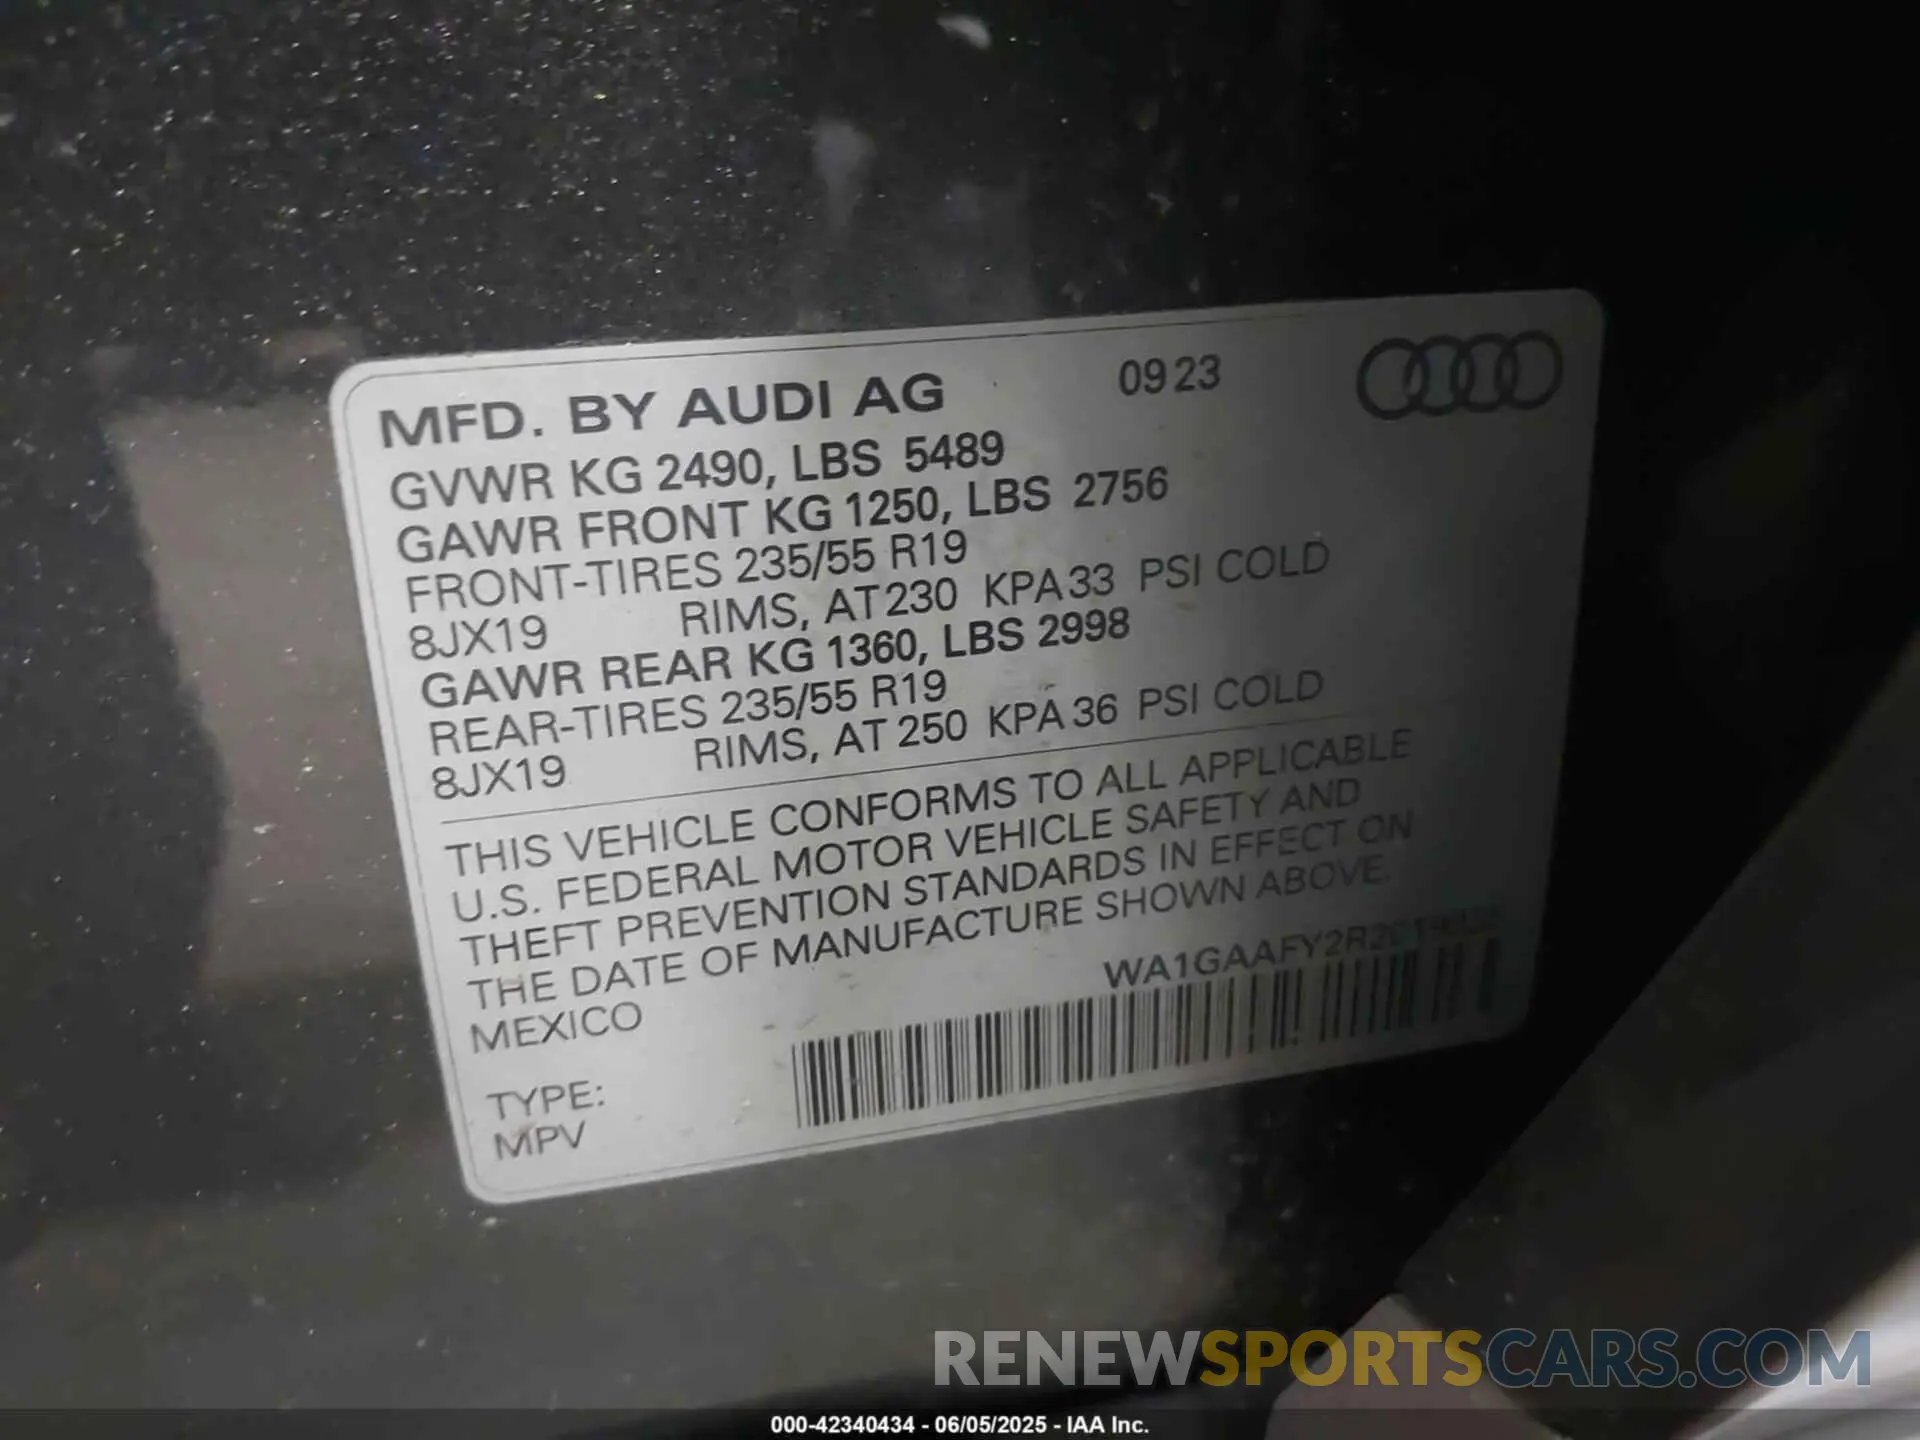 MFD. BY AUDI AG 09 23
GVWR KG 2490, LBS 5489
GAWR FRONT KG 1250, LBS 2756
FRONT-TIRES 235/55 R19
8JX19 RIMS, AT 230 KPA 33 PSI COLD
GAWR REAR KG 1360, LBS 2998
REAR-TIRES 235/55 R19
8JX19 RIMS, AT 250 KPA 36 PSI COLD
THIS VEHICLE CONFORMS TO ALL APPLICABLE
U.S. FEDERAL MOTOR VEHICLE SAFETY AND
THEFT PREVENTION STANDARDS IN EFFECT ON
THE DATE OF MANUFACTURE SHOWN ABOVE.
MEXICO
TYPE:
MPV
RENEWSPORTSCARS.COM
000-42340434 - 06/05/2025 - IAA Inc.